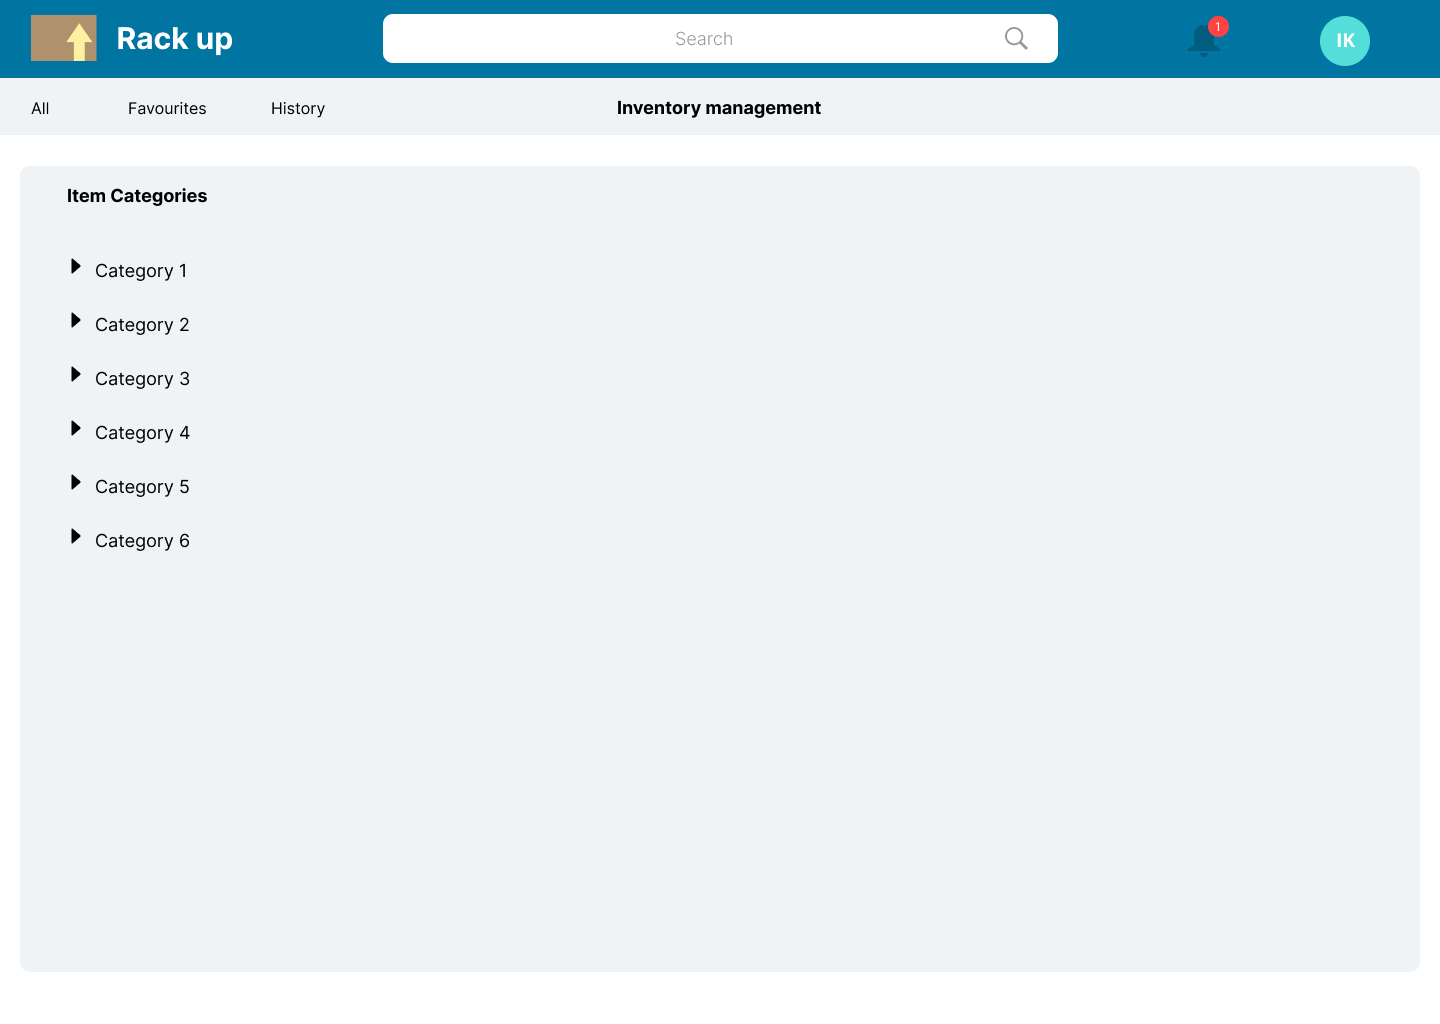 Rack up
Search
1
IK
All
Favourites
History
Inventory management
Item Categories
Category 1
Category 2
Category 3
Category 4
Category 5
Category 6